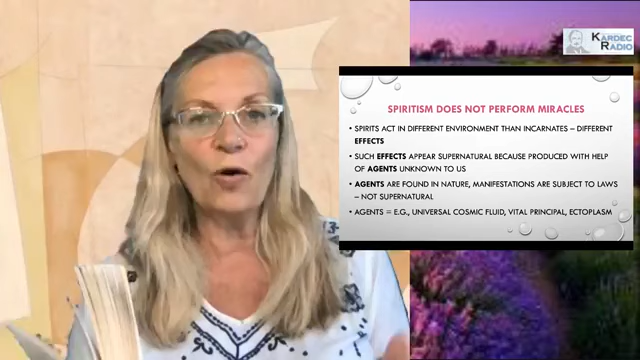 KARDEC
RADIO
SPIRITISM DOES NOT PERFORM MIRACLES
• SPIRITS ACT IN DIFFERENT ENVIRONMENT THAN INCARNATES – DIFFERENT
EFFECTS
• SUCH EFFECTS APPEAR SUPERNATURAL BECAUSE PRODUCED WITH HELP
OF AGENTS UNKNOWN TO US
• AGENTS ARE FOUND IN NATURE, MANIFESTATIONS ARE SUBJECT TO LAWS
– NOT SUPERNATURAL
• AGENTS = E.G., UNIVERSAL COSMIC FLUID, VITAL PRINCIPAL, ECTOPLASM